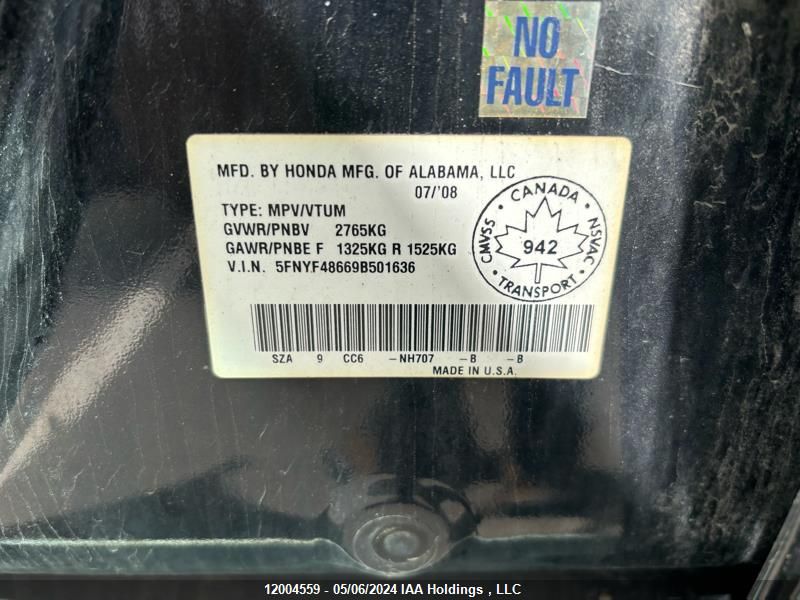 NO
FAULT
MFD. BY HONDA MFG. OF ALABAMA, LLC
07/'08
TYPE: MPV/VTUM
GVWR/PNBV 2765KG
GAWR/PNBE F 1325KG R 1525KG
V.I.N. 5FNYF48669B501636
CANADA
CMVSS
942
NSVAC
TRANSPORT
SZA 9 CC6 -NH707 -B -B
MADE IN U.S.A.
12004559 - 05/06/2024 IAA Holdings , LLC